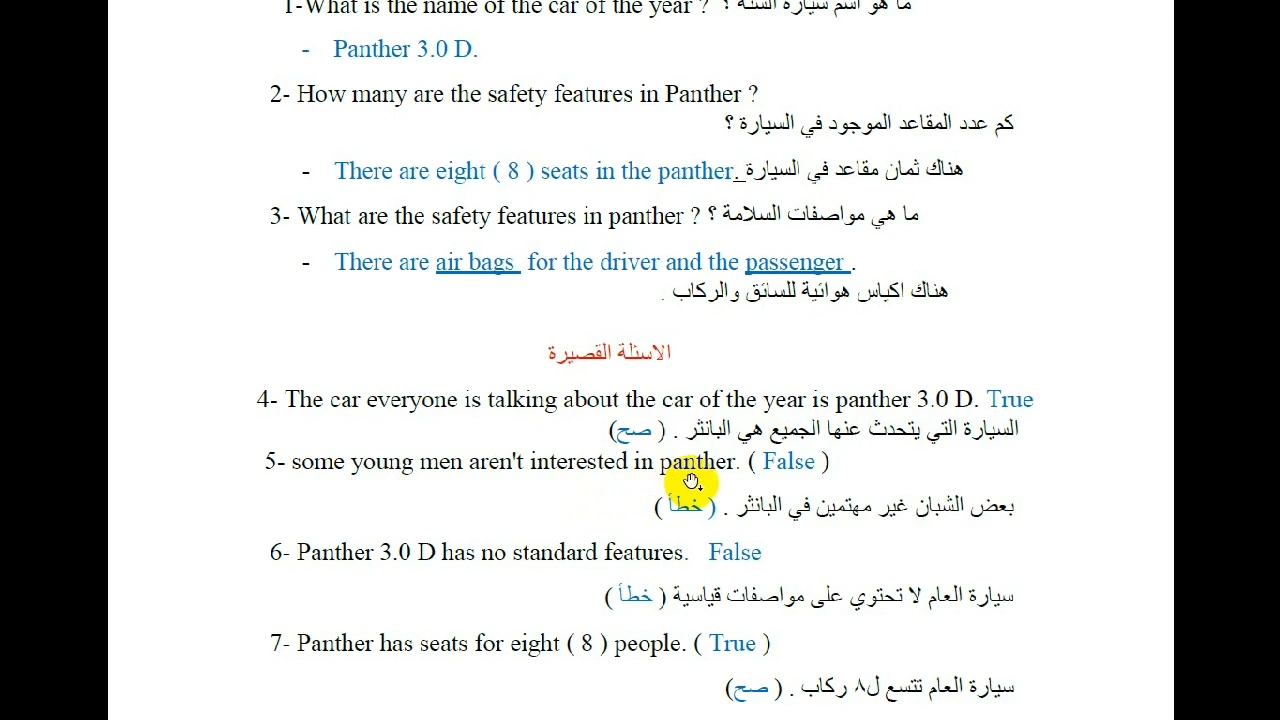 1-What is the name of the car of the year ? ما هو اسم سيارة السنة ؟
- Panther 3.0 D.
2- How many are the safety features in Panther ?
كم عدد المقاعد الموجود في السيارة ؟
- There are eight ( 8 ) seats in the panther. هناك ثمان مقاعد في السيارة
3- What are the safety features in panther ? ما هي مواصفات السلامة ؟
- There are air bags for the driver and the passenger .
هناك اكياس هوائية للسائق والركاب .
الاسئلة القصيرة
4- The car everyone is talking about the car of the year is panther 3.0 D. True
السيارة التي يتحدث عنها الجميع هي البانثر . ( صح)
5- some young men aren't interested in panther. ( False )
بعض الشبان غير مهتمين في البانثر . ( خطأ )
6- Panther 3.0 D has no standard features. False
سيارة العام لا تحتوي على مواصفات قياسية ( خطأ )
7- Panther has seats for eight ( 8 ) people. ( True )
سيارة العام تتسع ل٨ ركاب . ( صح)